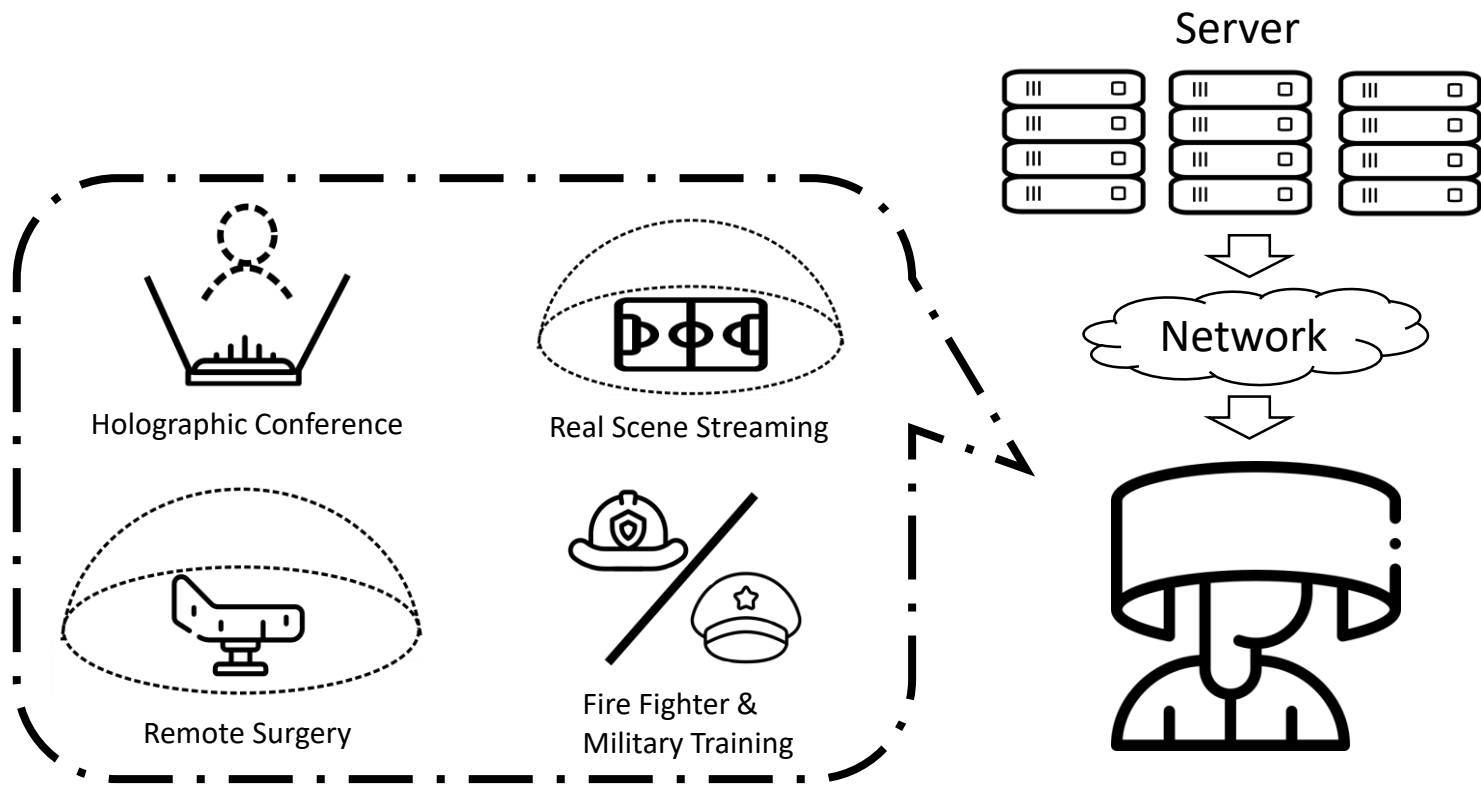 Server
Network
Holographic Conference
Real Scene Streaming
Remote Surgery
Fire Fighter &
Military Training